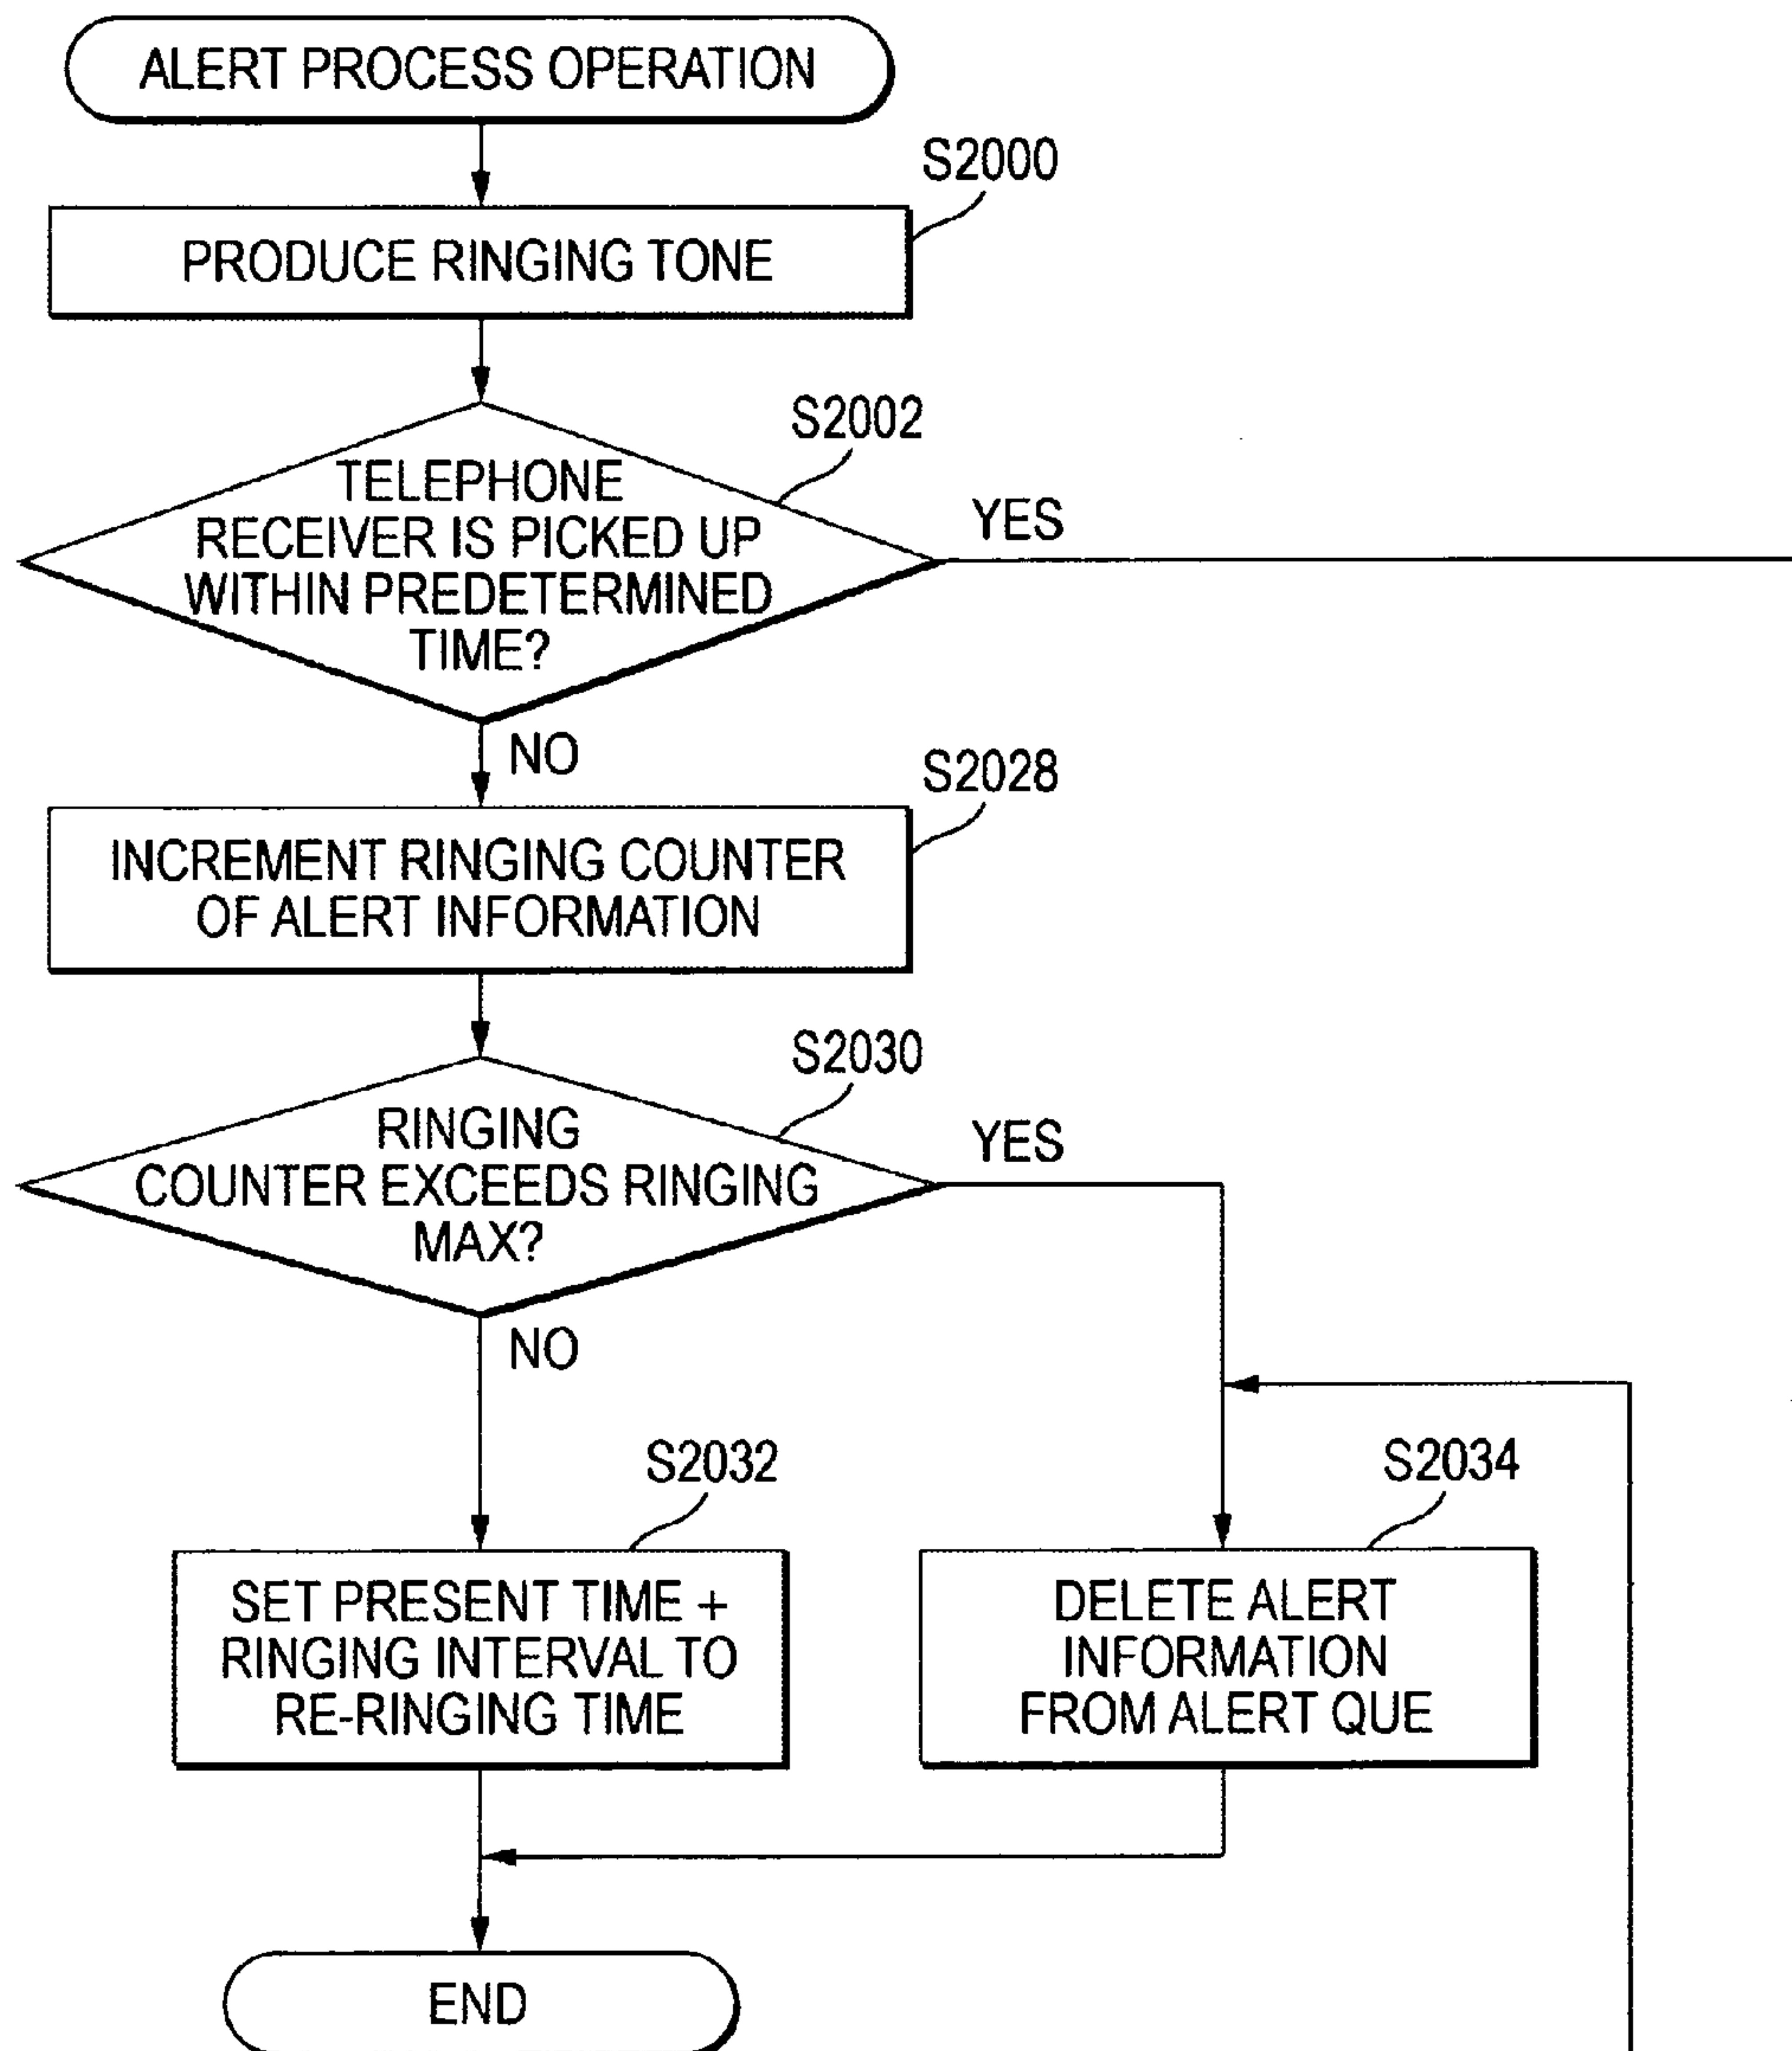 ALERT PROCESS OPERATION
S2000
PRODUCE RINGING TONE
S2002
TELEPHONE
RECEIVER IS PICKED UP
WITHIN PREDETERMINED
TIME?
YES
NO
S2028
INCREMENT RINGING COUNTER
OF ALERT INFORMATION
S2030
RINGING
COUNTER EXCEEDS RINGING
MAX?
YES
NO
S2032
SET PRESENT TIME +
RINGING INTERVAL TO
RE-RINGING TIME
S2034
DELETE ALERT
INFORMATION
FROM ALERT QUE
END